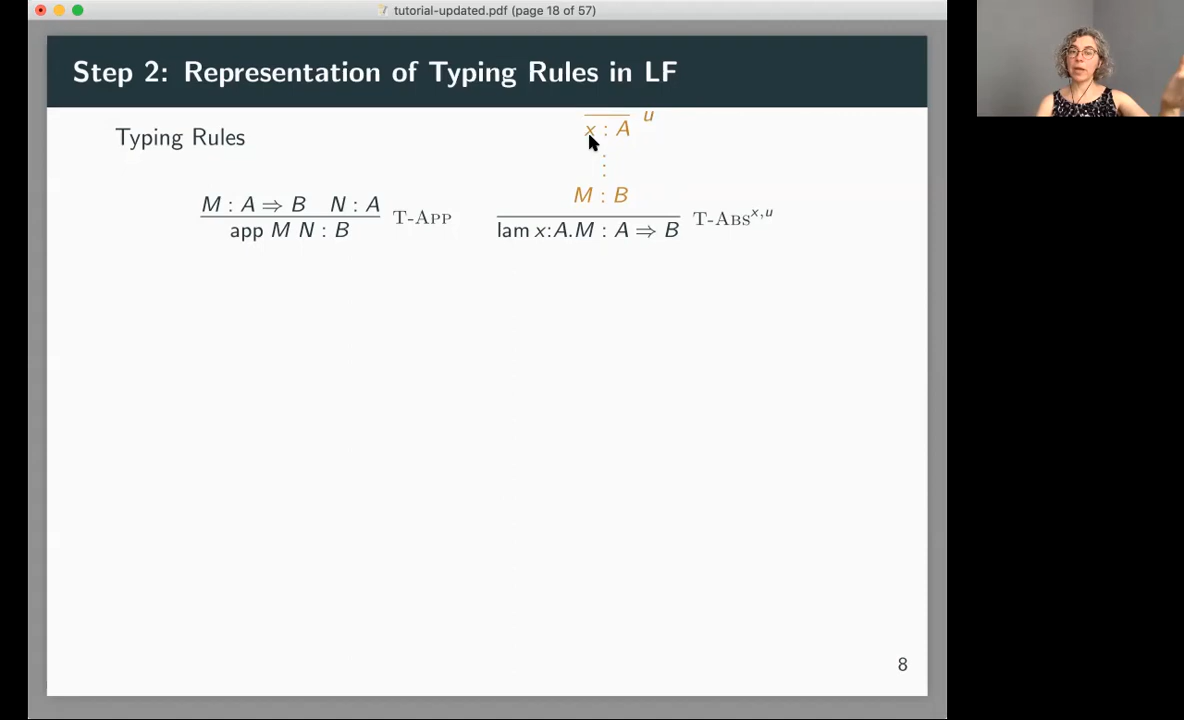 tutorial-updated.pdf (page 18 of 57)
Step 2: Representation of Typing Rules in LF
Typing Rules
x : A u
⋮
M : A ⇒ B N : A T-App
app M N : B
M : B
lam x:A.M : A ⇒ B T-Abs^x,u
8